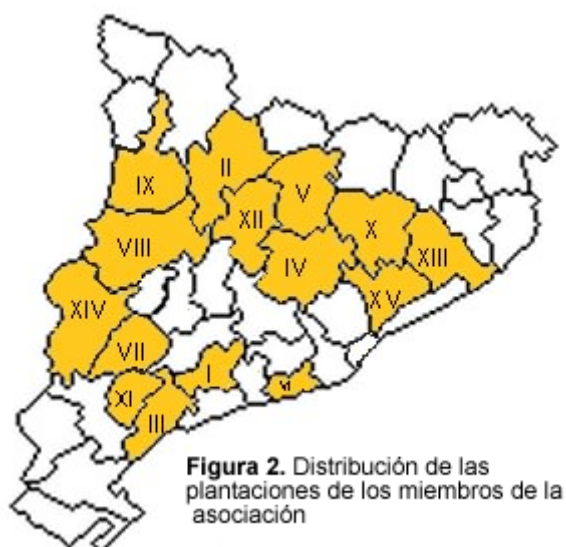 IX
II
V
XII
X
VIII
XIII
IV
XIV
XV
VII
I
VI
XI
III
Figura 2. Distribución de las
plantaciones de los miembros de la
asociación